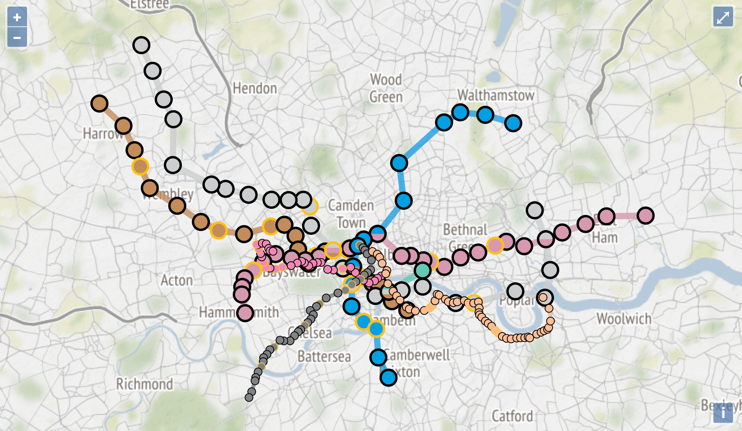 +
−
Elstree
Hendon
Wood
Green
Walthamstow
Harrow
Wembley
Camden
Town
Bethnal
Green
Ham
Acton
Bayswater
Hammersmith
Chelsea
Lambeth
Poplar
Woolwich
Battersea
Camberwell
Brixton
Richmond
Catford
Bexley
i